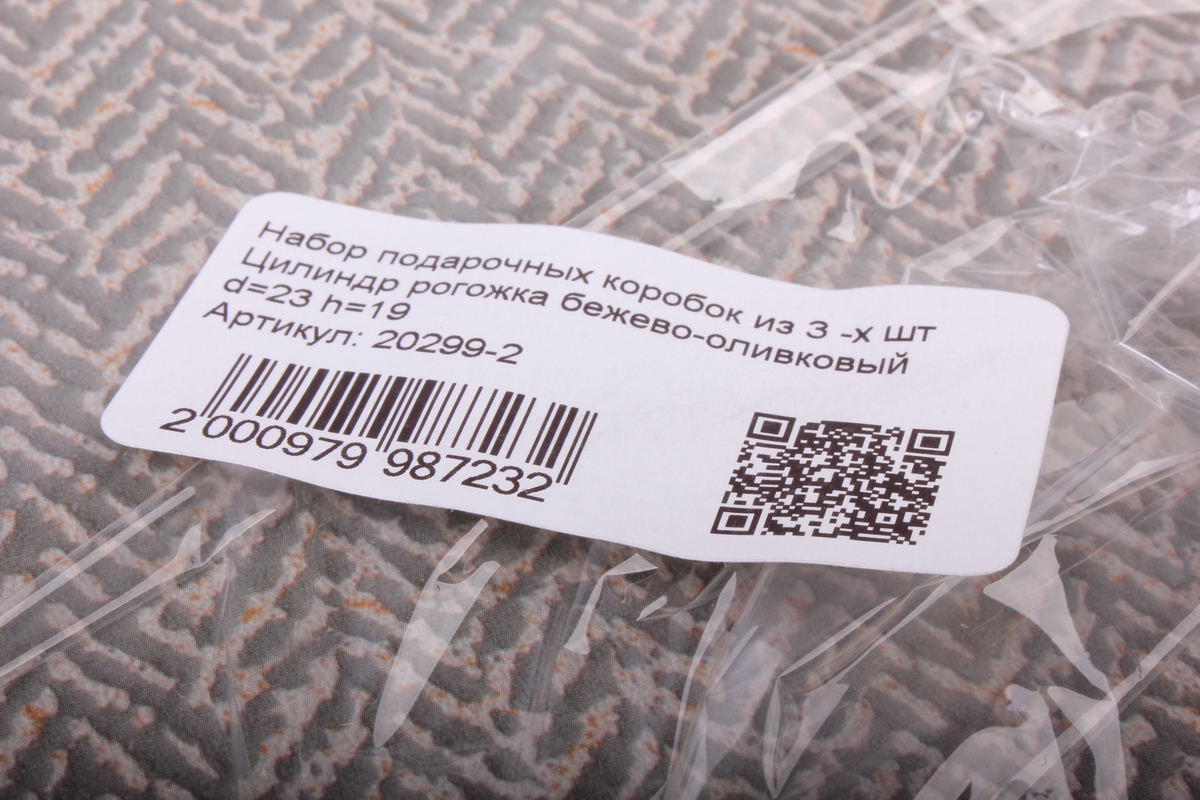 Набор подарочных коробок из 3 -х шт
Цилиндр рогожка бежево-оливковый
d=23 h=19
Артикул: 20299-2
2 000979 987232